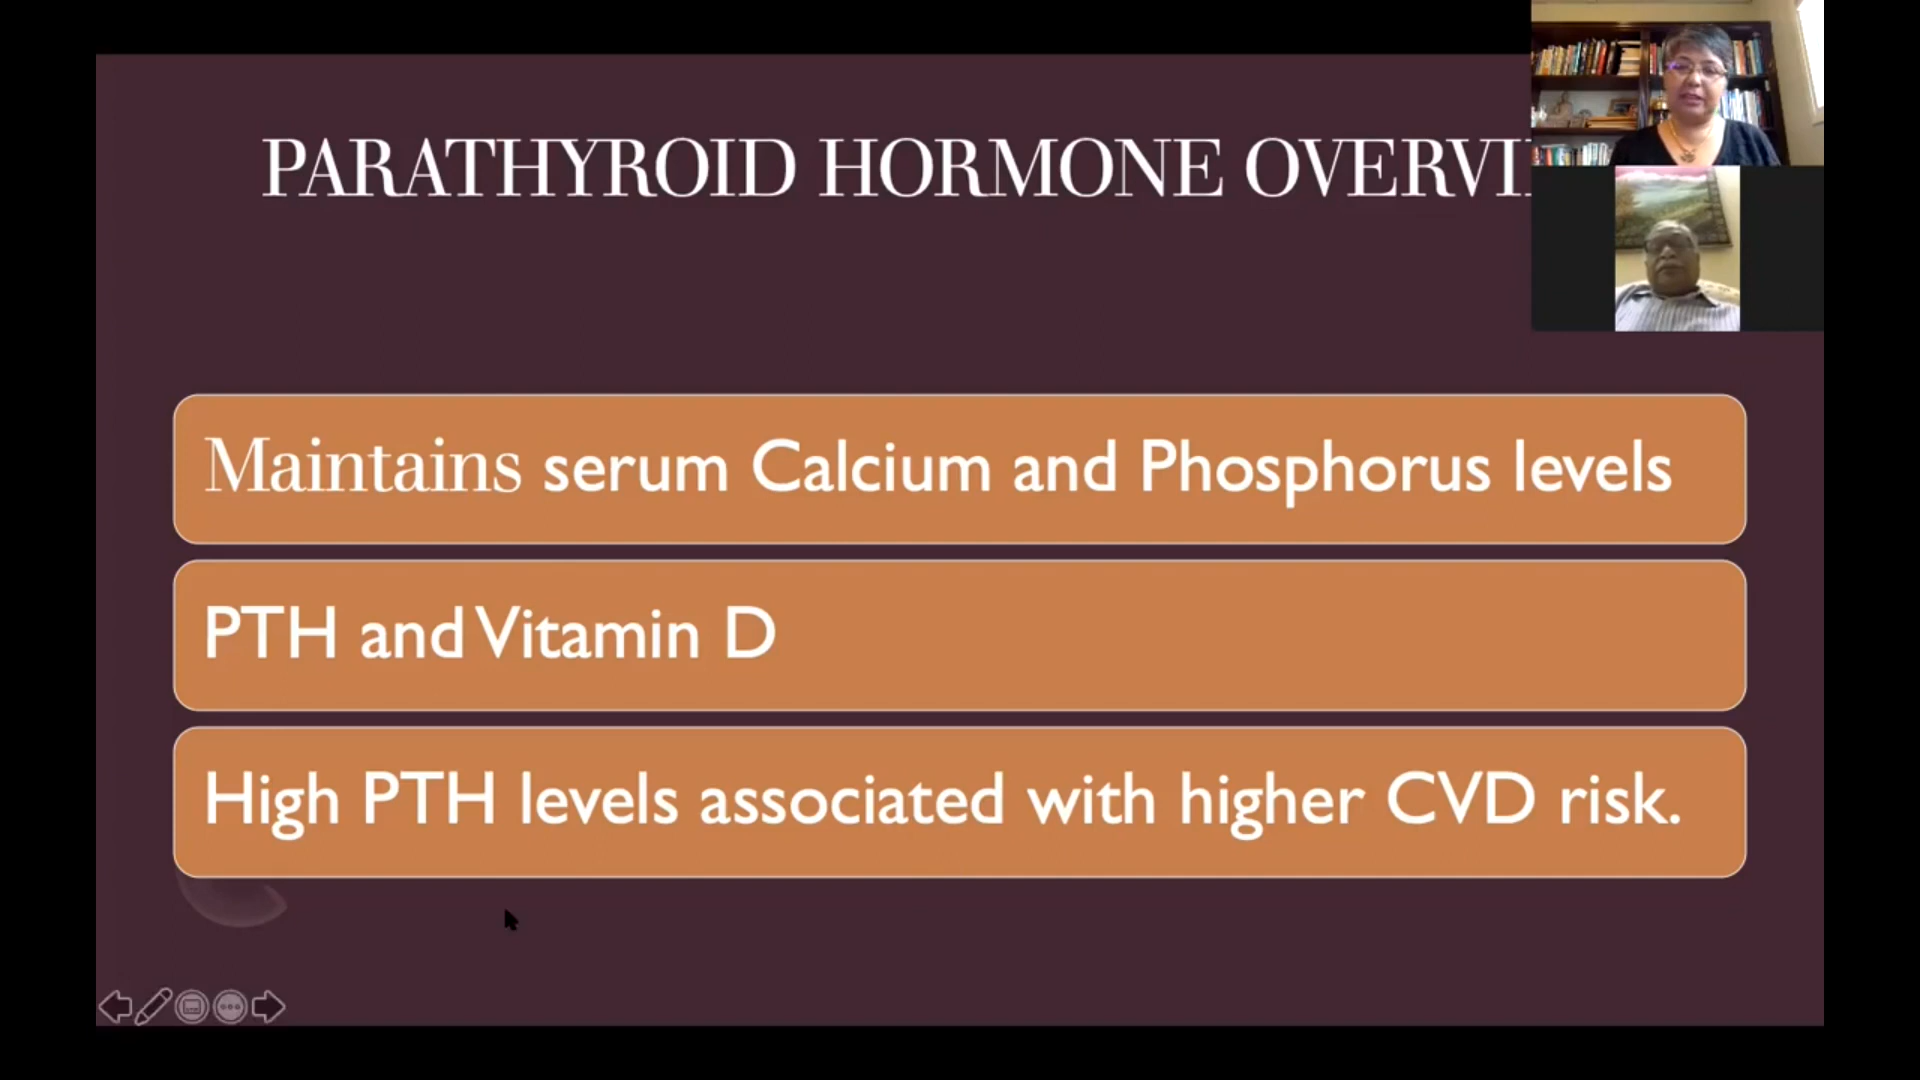 PARATHYROID HORMONE OVERVI
Maintains serum Calcium and Phosphorus levels
PTH and Vitamin D
High PTH levels associated with higher CVD risk.